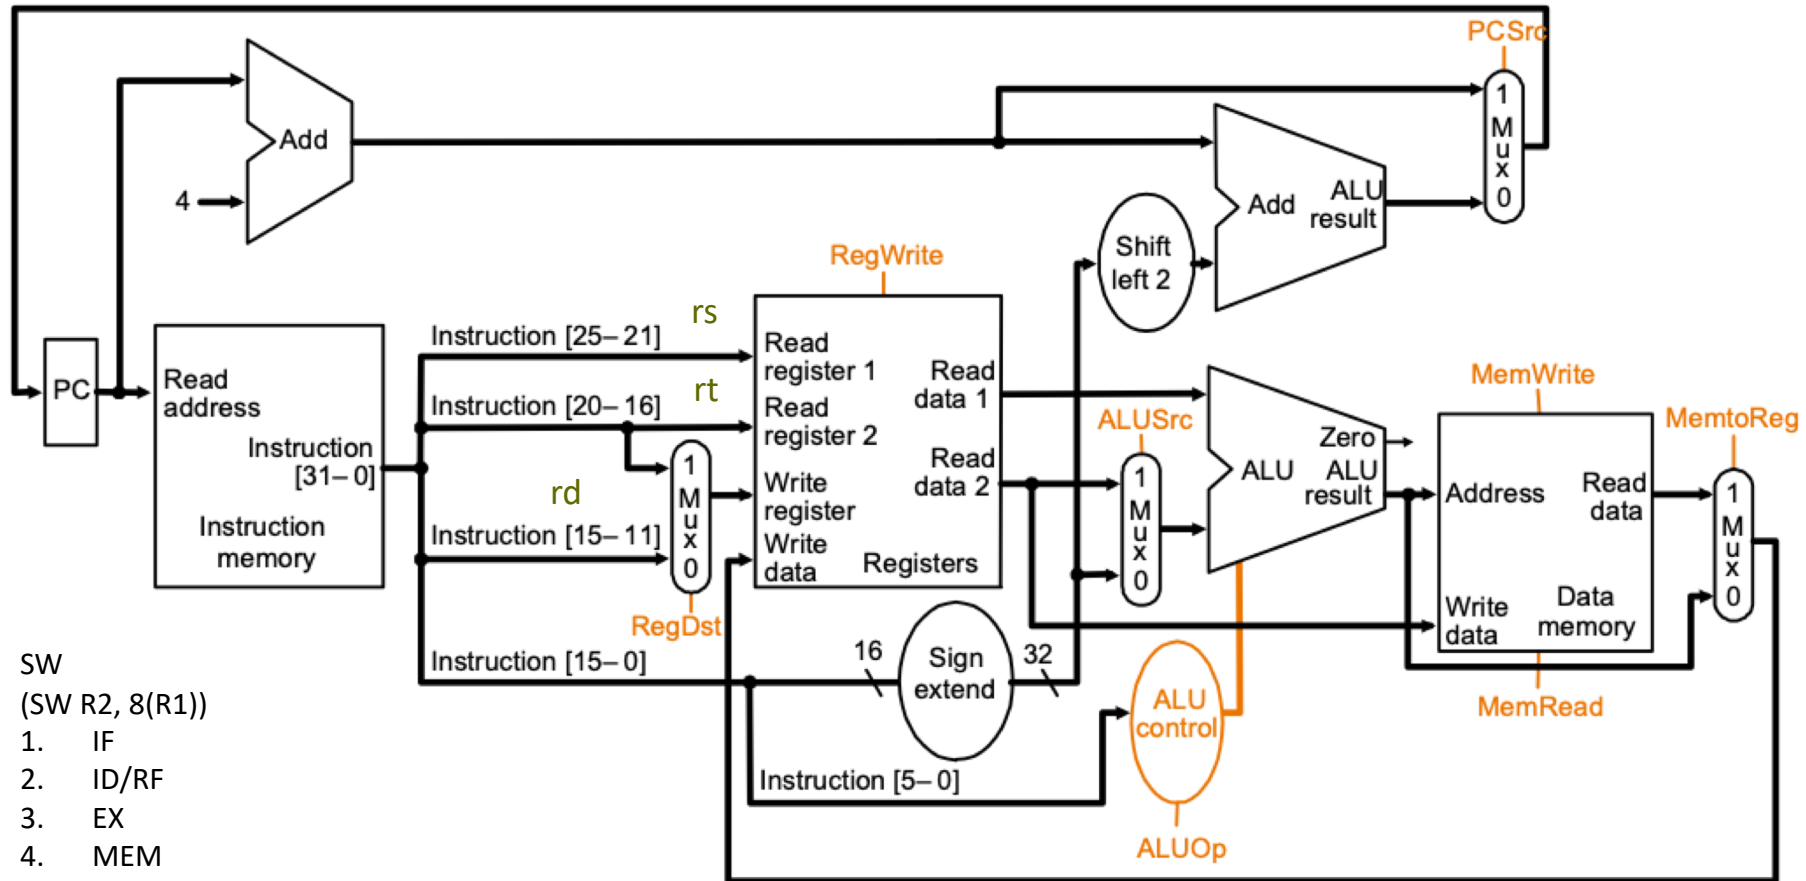 PCSrc
1
M
u
x
0
Add
4
Add
ALU
result
Shift
left 2
RegWrite
PC
Read
address
Instruction
[31–0]
Instruction
memory
Instruction [25–21]
rs
Instruction [20–16]
rt
rd
Instruction [15–11]
1
M
u
x
0
RegDst
Read
register 1
Read
register 2
Write
register
Write
data
Read
data 1
Read
data 2
Registers
ALUSrc
1
M
u
x
0
Zero
ALU
ALU
result
MemWrite
Address
Read
data
Write
data
Data
memory
MemRead
MemtoReg
1
M
u
x
0
Instruction [15–0]
16
Sign
extend
32
ALU
control
Instruction [5–0]
ALUOp
SW
(SW R2, 8(R1))
1. IF
2. ID/RF
3. EX
4. MEM